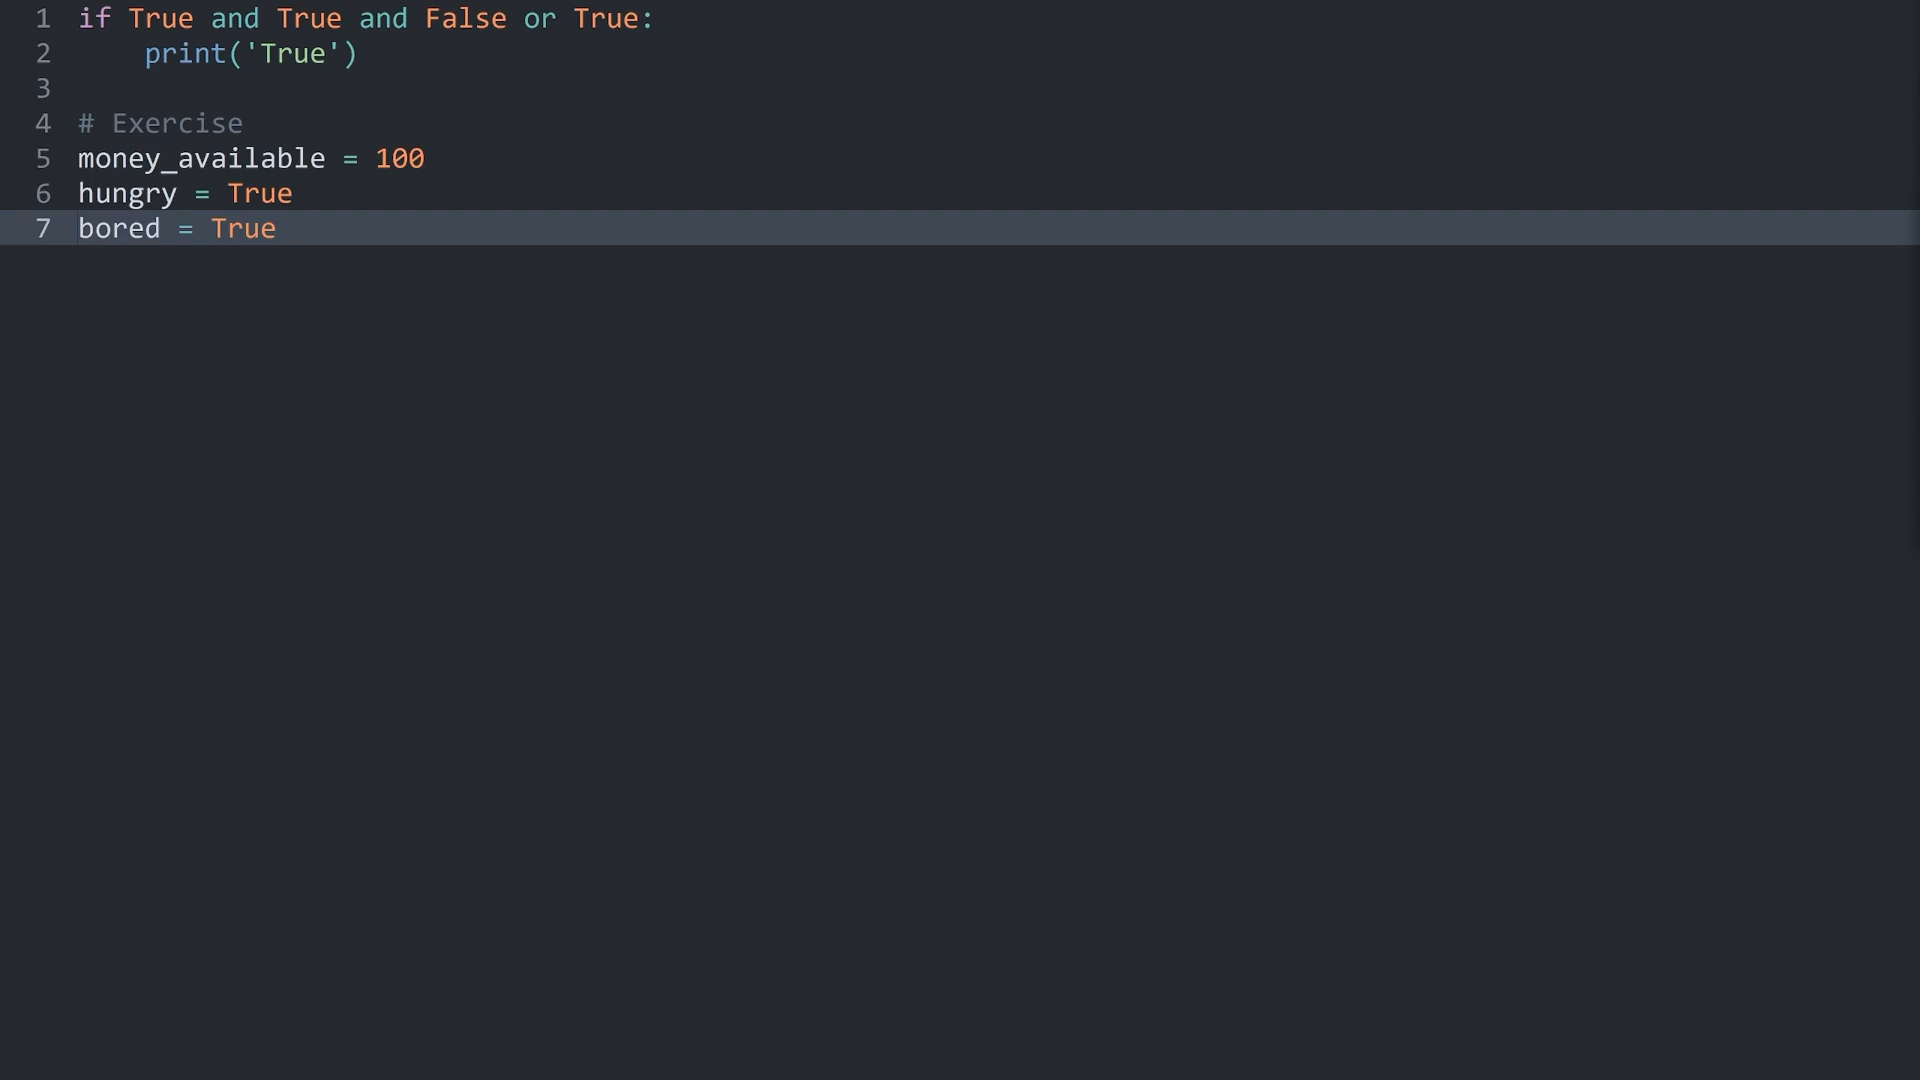 1 if True and True and False or True:
2     print('True')
3
4 # Exercise
5 money_available = 100
6 hungry = True
7 bored = True